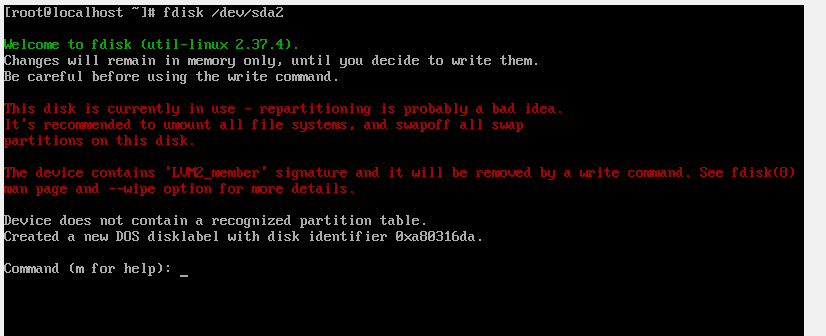 [root@localhost ~]# fdisk /dev/sda2
Welcome to fdisk (util-linux 2.37.4).
Changes will remain in memory only, until you decide to write them.
Be careful before using the write command.
This disk is currently in use - repartitioning is probably a bad idea.
It's recommended to umount all file systems, and swapoff all swap
partitions on this disk.
The device contains 'LVM2_member' signature and it will be removed by a write command. See fdisk(8)
man page and --wipe option for more details.
Device does not contain a recognized partition table.
Created a new DOS disklabel with disk identifier 0xa80316da.
Command (m for help): _